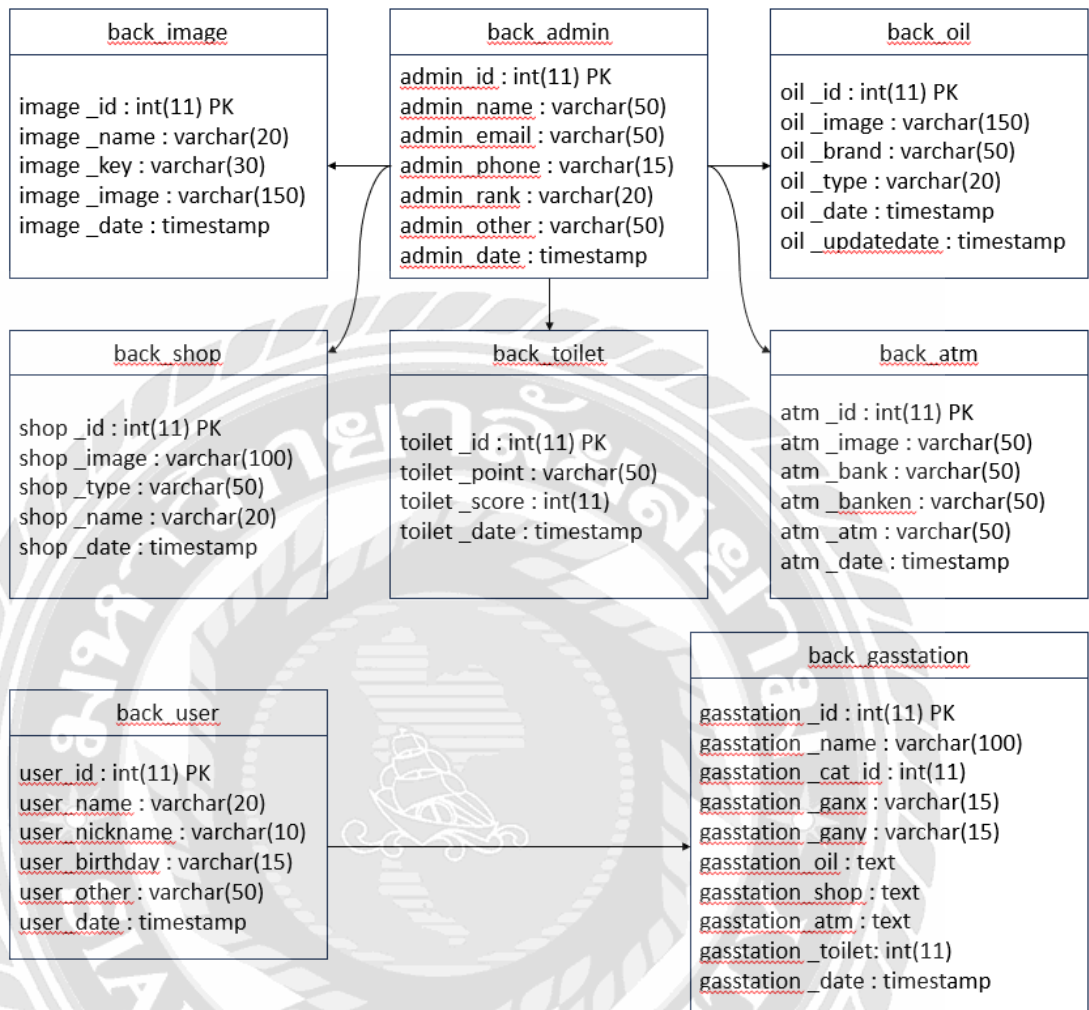 back_image
image _id : int(11) PK
image _name : varchar(20)
image _key : varchar(30)
image _image : varchar(150)
image _date : timestamp
back_admin
admin_id : int(11) PK
admin_name : varchar(50)
admin_email : varchar(50)
admin_phone : varchar(15)
admin_rank : varchar(20)
admin_other : varchar(50)
admin_date : timestamp
back_oil
oil _id : int(11) PK
oil _image : varchar(150)
oil _brand : varchar(50)
oil _type : varchar(20)
oil _date : timestamp
oil _updatedate : timestamp
back_shop
shop _id : int(11) PK
shop _image : varchar(100)
shop _type : varchar(50)
shop _name : varchar(20)
shop _date : timestamp
back_toilet
toilet _id : int(11) PK
toilet _point : varchar(50)
toilet _score : int(11)
toilet _date : timestamp
back_atm
atm _id : int(11) PK
atm _image : varchar(50)
atm _bank : varchar(50)
atm _banken : varchar(50)
atm _atm : varchar(50)
atm _date : timestamp
back_user
user_id : int(11) PK
user_name : varchar(20)
user_nickname : varchar(10)
user_birthday : varchar(15)
user_other : varchar(50)
user_date : timestamp
back_gasstation
gasstation _id : int(11) PK
gasstation _name : varchar(100)
gasstation _cat_id : int(11)
gasstation _ganx : varchar(15)
gasstation _gany : varchar(15)
gasstation_oil : text
gasstation _shop : text
gasstation _atm : text
gasstation _toilet: int(11)
gasstation _date : timestamp